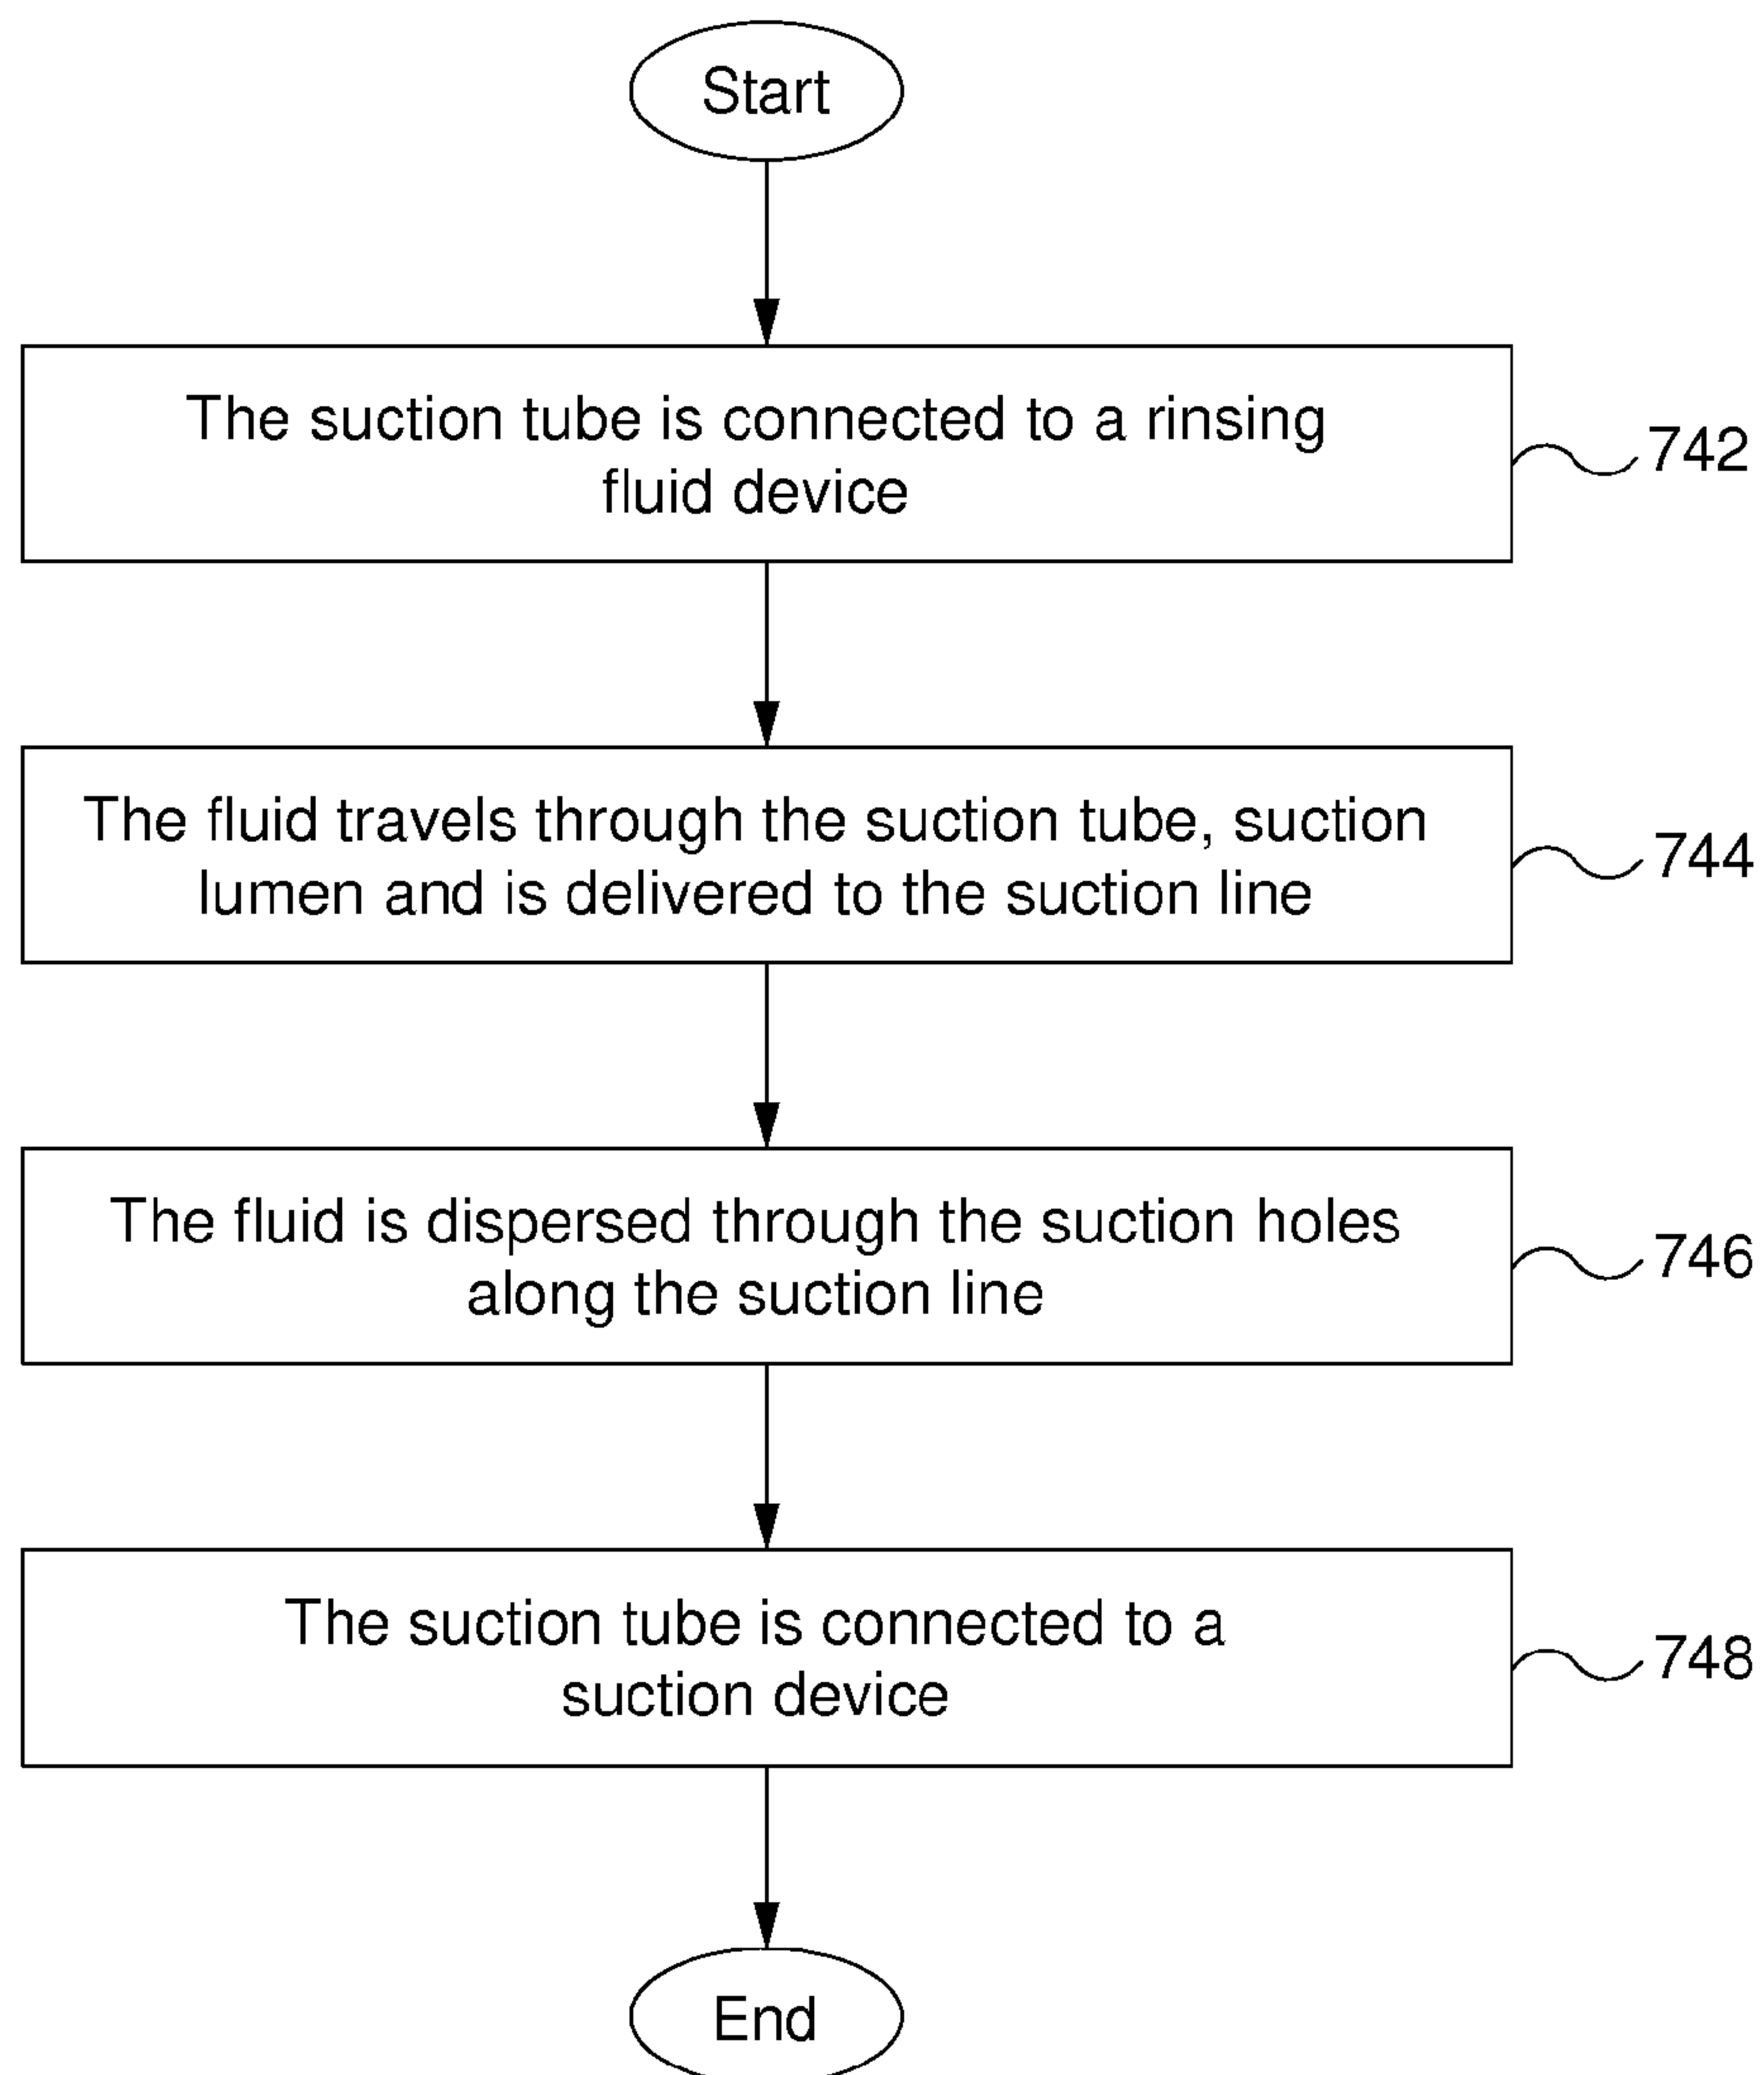 Start
The suction tube is connected to a rinsing
fluid device
742
The fluid travels through the suction tube, suction
lumen and is delivered to the suction line
744
The fluid is dispersed through the suction holes
along the suction line
746
The suction tube is connected to a
suction device
748
End